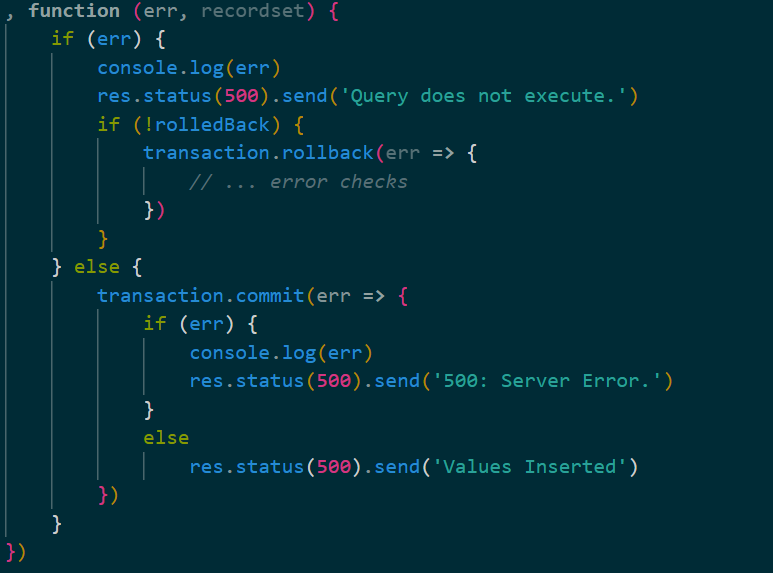 , function (err, recordset) {
if (err) {
console.log(err)
res.status(500).send('Query does not execute.')
if (!rolledBack) {
transaction.rollback(err => {
// ... error checks
})
}
} else {
transaction.commit(err => {
if (err) {
console.log(err)
res.status(500).send('500: Server Error.')
}
else
res.status(500).send('Values Inserted')
})
}
})